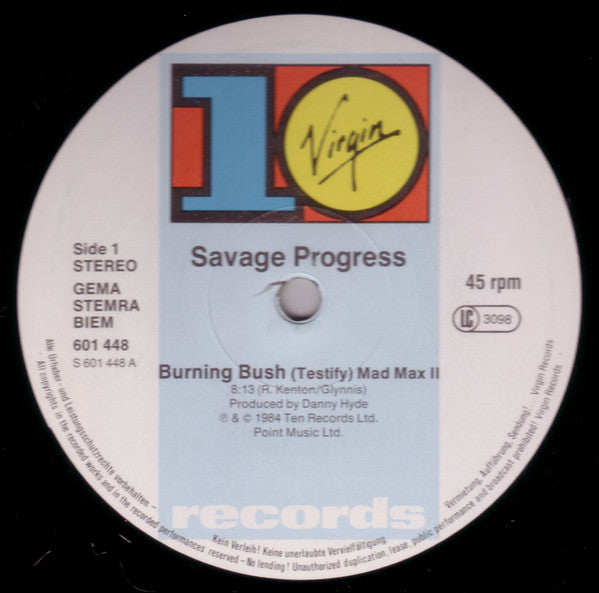 10
Virgin
Savage Progress
Side 1
STEREO
GEMA
STEMRA
BIEM
601 448
S 601 448 A
45 rpm
LC 3098
Burning Bush (Testify) Mad Max II
8:13 (R. Kenton/Glynnis)
Produced by Danny Hyde
℗ & © 1984 Ten Records Ltd.
Point Music Ltd.
records
Alle Urheber- und Leistungsschutzrechte vorbehalten - Kein Verleih! Keine unerlaubte Vervielfältigung, Vermietung, Aufführung, Sendung! Virgin Records
All copyrights in the recorded works and in the recorded performances reserved – No lending! Unauthorized duplication, lease, public performance and broadcast prohibited! Virgin Records